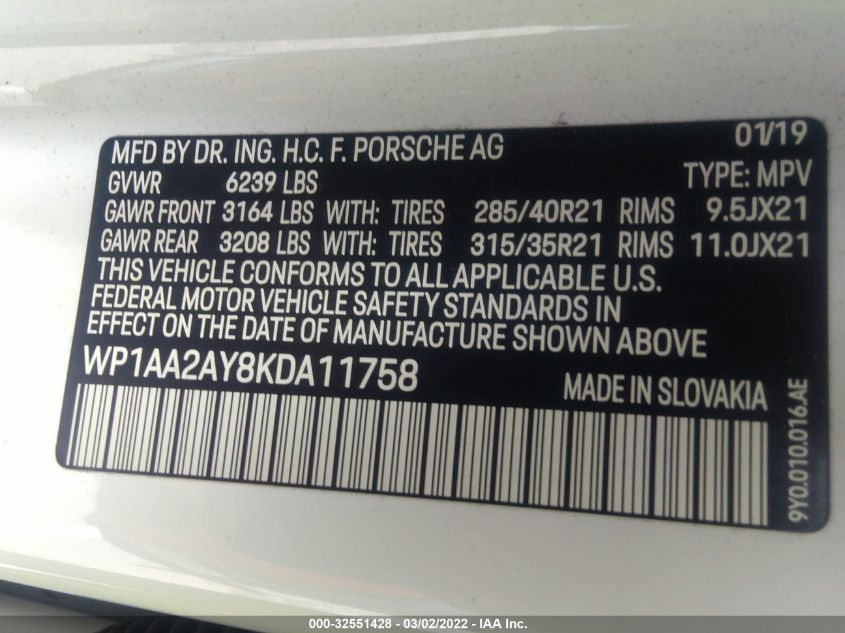 MFD BY DR. ING. H.C. F. PORSCHE AG 01/19
GVWR 6239 LBS TYPE: MPV
GAWR FRONT 3164 LBS WITH: TIRES 285/40R21 RIMS 9.5JX21
GAWR REAR 3208 LBS WITH: TIRES 315/35R21 RIMS 11.0JX21
THIS VEHICLE CONFORMS TO ALL APPLICABLE U.S.
FEDERAL MOTOR VEHICLE SAFETY STANDARDS IN
EFFECT ON THE DATE OF MANUFACTURE SHOWN ABOVE
WP1AA2AY8KDA11758 MADE IN SLOVAKIA
9Y0.010.016.AE
000-32551428 - 03/02/2022 - IAA Inc.